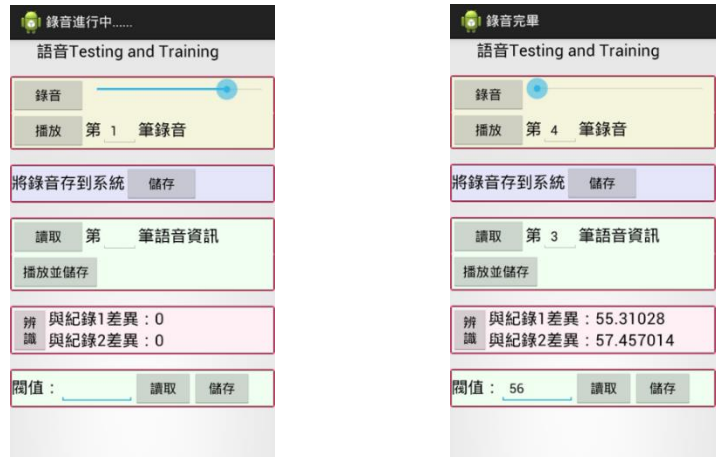 錄音進行中......
語音Testing and Training
錄音
播放 第 1 筆錄音
將錄音存到系統 儲存
讀取 第 筆語音資訊
播放並儲存
辨識 與紀錄1差異：0
與紀錄2差異：0
閥值： 讀取 儲存
錄音完畢
語音Testing and Training
錄音
播放 第 4 筆錄音
將錄音存到系統 儲存
讀取 第 3 筆語音資訊
播放並儲存
辨識 與紀錄1差異：55.31028
與紀錄2差異：57.457014
閥值： 56 讀取 儲存